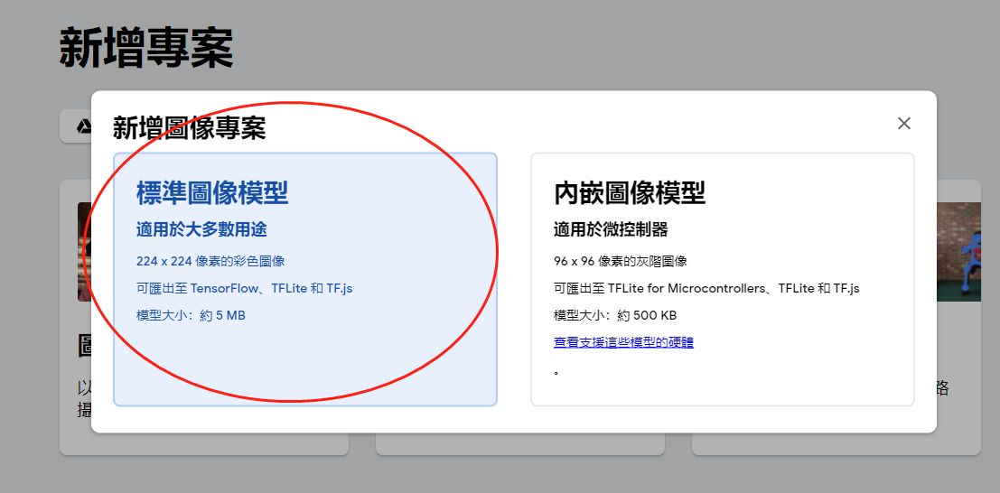 新增專案
新增圖像專案
標準圖像模型
適用於大多數用途
224 x 224 像素的彩色圖像
可匯出至 TensorFlow、TFLite 和 TF.js
模型大小：約 5 MB
內嵌圖像模型
適用於微控制器
96 x 96 像素的灰階圖像
可匯出至 TFLite for Microcontrollers、TFLite 和 TF.js
模型大小：約 500 KB
查看支援這些模型的硬體
。
以
攝
路